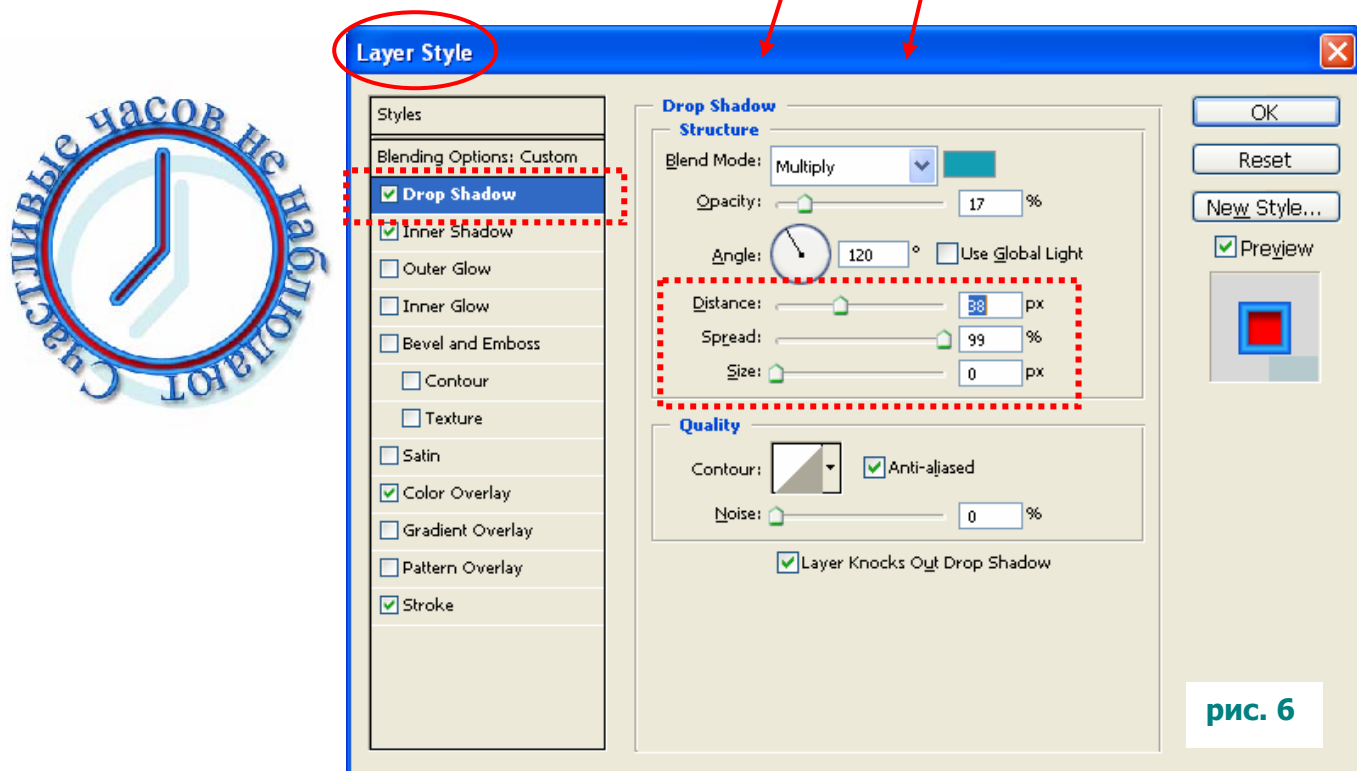 Счастливые часов не наблюдают
Layer Style
Styles
Blending Options: Custom
Drop Shadow
Inner Shadow
Outer Glow
Inner Glow
Bevel and Emboss
Contour
Texture
Satin
Color Overlay
Gradient Overlay
Pattern Overlay
Stroke
Drop Shadow
Structure
Blend Mode: Multiply
Opacity: 17 %
Angle: 120 ° Use Global Light
Distance: 38 px
Spread: 99 %
Size: 0 px
Quality
Contour: Anti-aliased
Noise: 0 %
Layer Knocks Out Drop Shadow
OK
Reset
New Style...
Preview
рис. 6